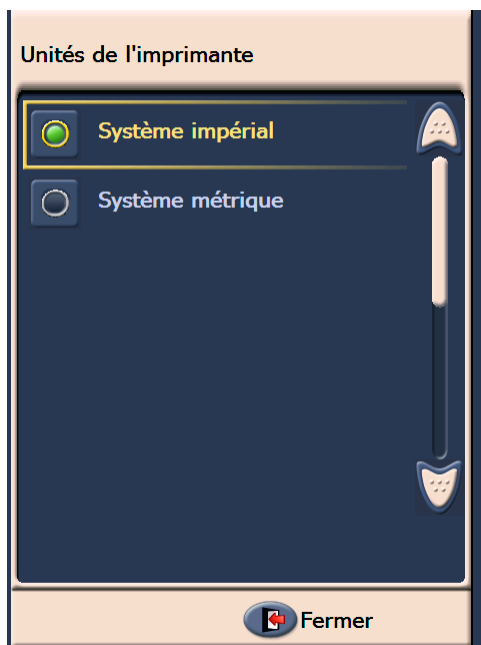 Unités de l'imprimante
Système impérial
Système métrique
Fermer